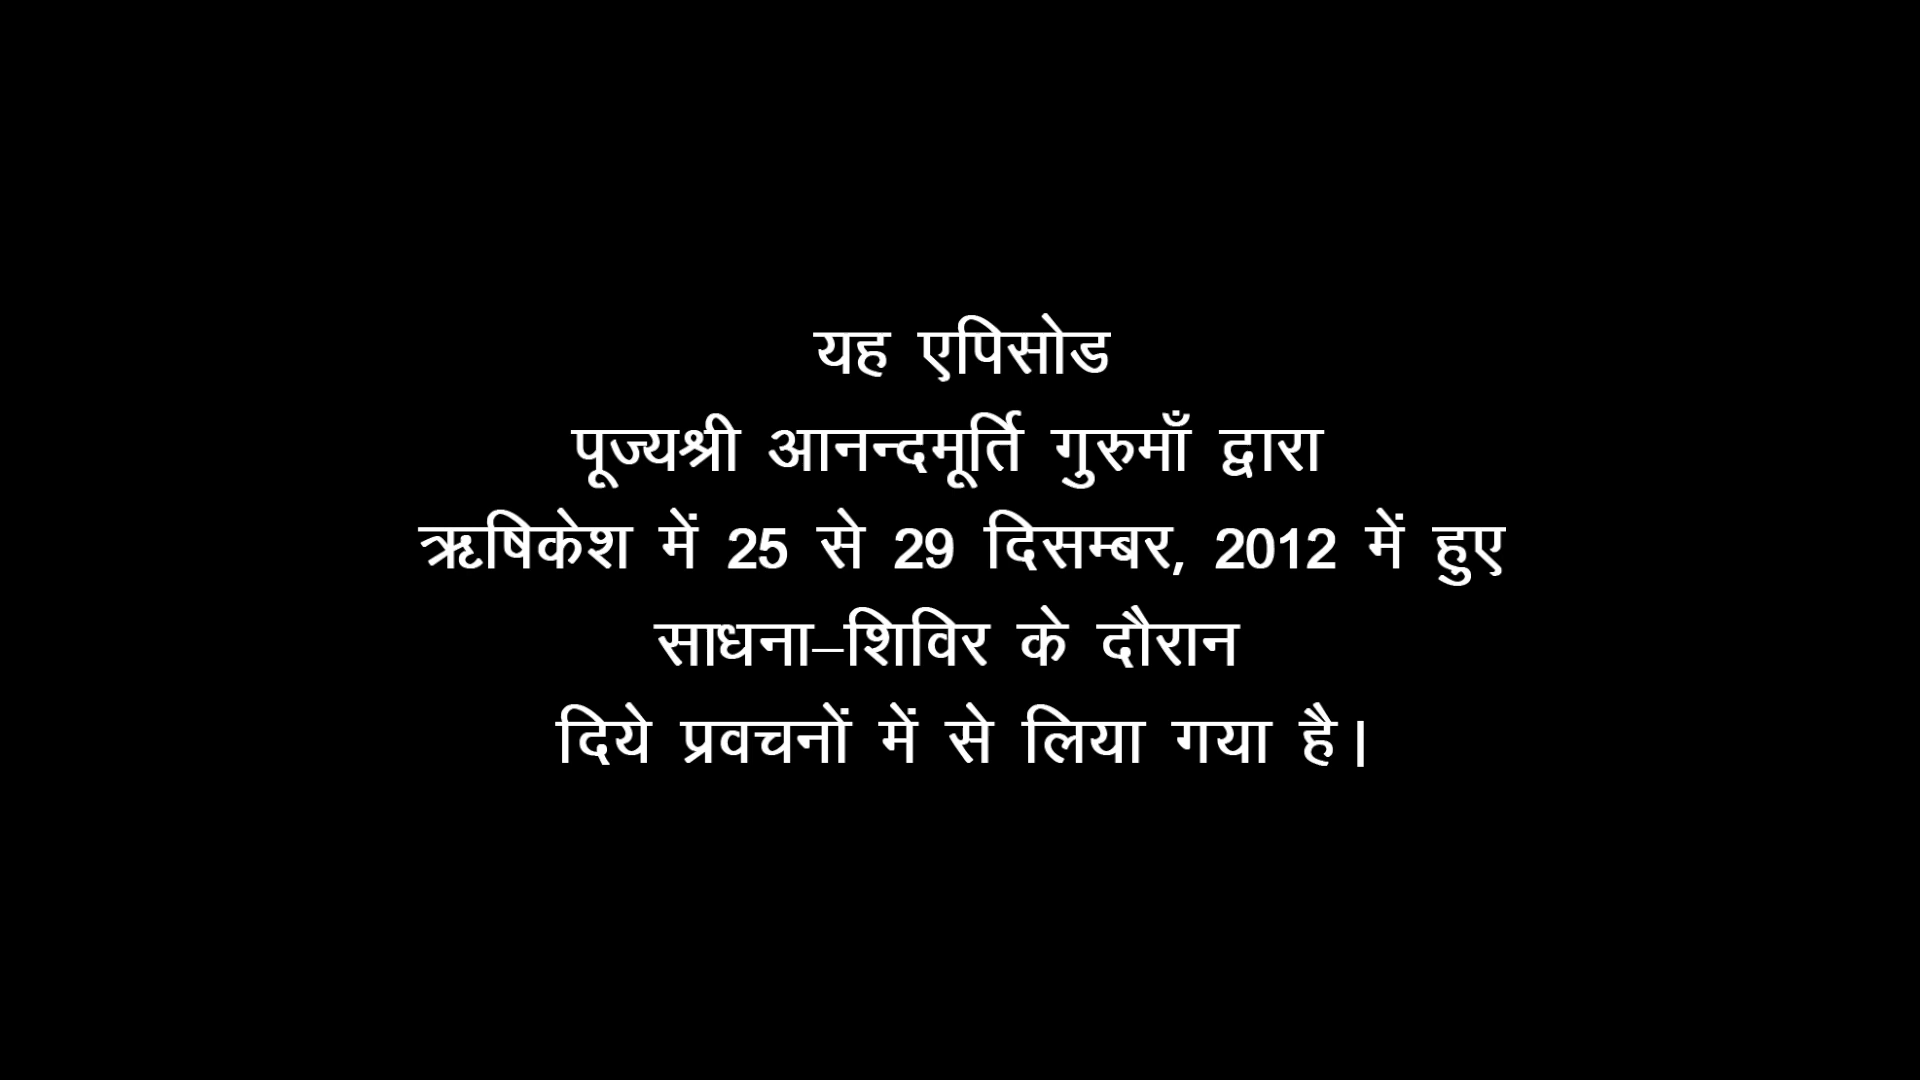 यह एपिसोड
पूज्यश्री आनन्दमूर्ति गुरुमाँ द्वारा
ऋषिकेश में 25 से 29 दिसम्बर, 2012 में हुए
साधना–शिविर के दौरान
दिये प्रवचनों में से लिया गया है।